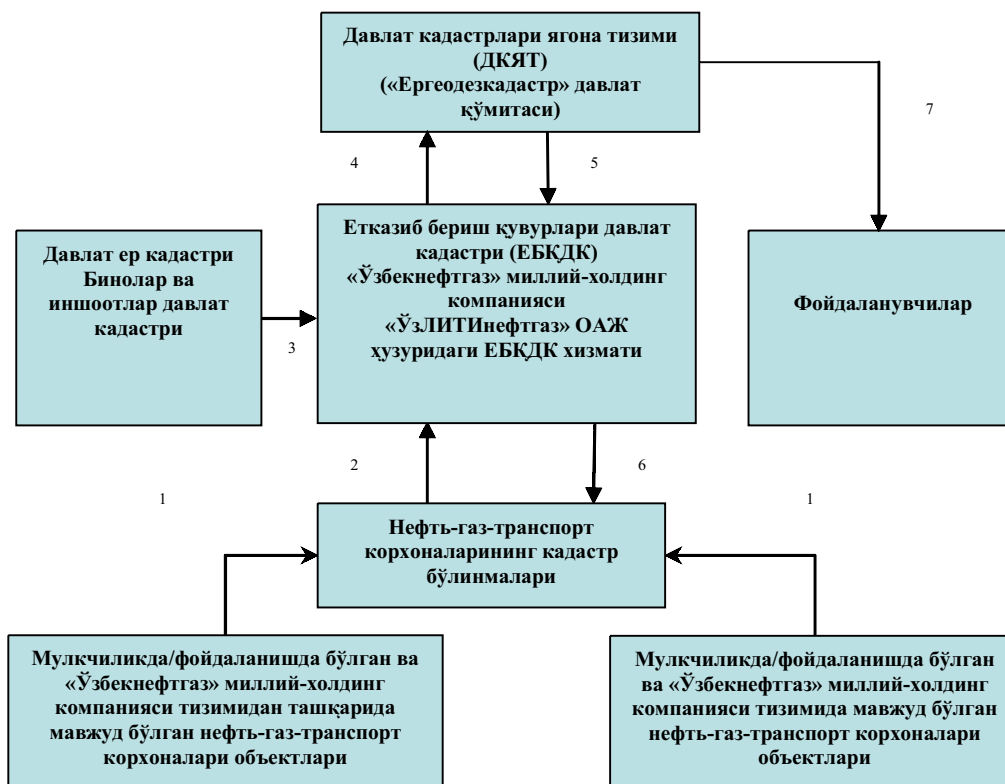 Давлат кадастрлари ягона тизими
(ДКЯТ)
(«Ергеодезкадастр» давлат
қўмитаси)
7
4
5
Давлат ер кадастри
Бинолар ва
иншоотлар давлат
кадастри
Етказиб бериш қувурлари давлат
кадастри (ЕБҚДК)
«Ўзбекнефтгаз» миллий-холдинг
компанияси
«ЎзЛИТИнефтгаз» ОАЖ
ҳузуридаги ЕБҚДК хизмати
Фойдаланувчилар
3
2
6
1
1
Нефть-газ-транспорт
корхоналарининг кадастр
бўлинмалари
Мулкчиликда/фойдаланишда бўлган ва
«Ўзбекнефтгаз» миллий-холдинг
компанияси тизимидан ташқарида
мавжуд бўлган нефть-газ-транспорт
корхоналари объектлари
Мулкчиликда/фойдаланишда бўлган
ва «Ўзбекнефтгаз» миллий-холдинг
компанияси тизимида мавжуд бўлган
нефть-газ-транспорт корхоналари
объектлари